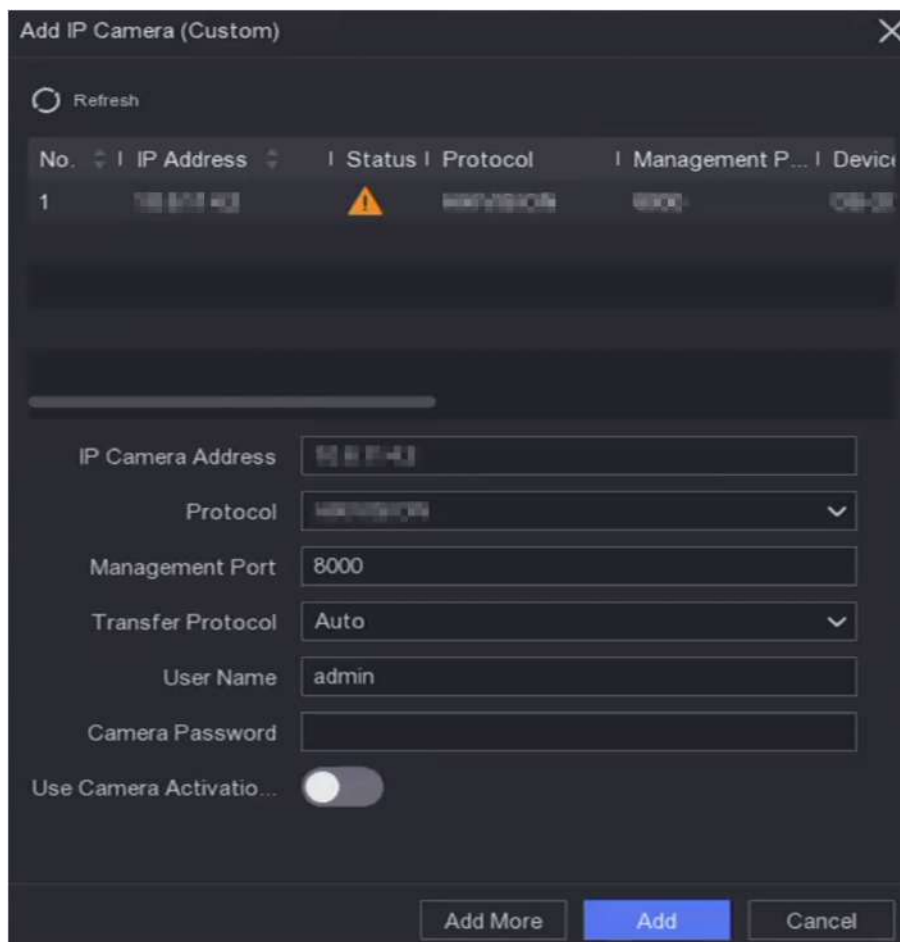 Add IP Camera (Custom)
Refresh
No. IP Address Status Protocol Management P... Device
1
IP Camera Address
Protocol
Management Port 8000
Transfer Protocol Auto
User Name admin
Camera Password
Use Camera Activatio...
Add More Add Cancel